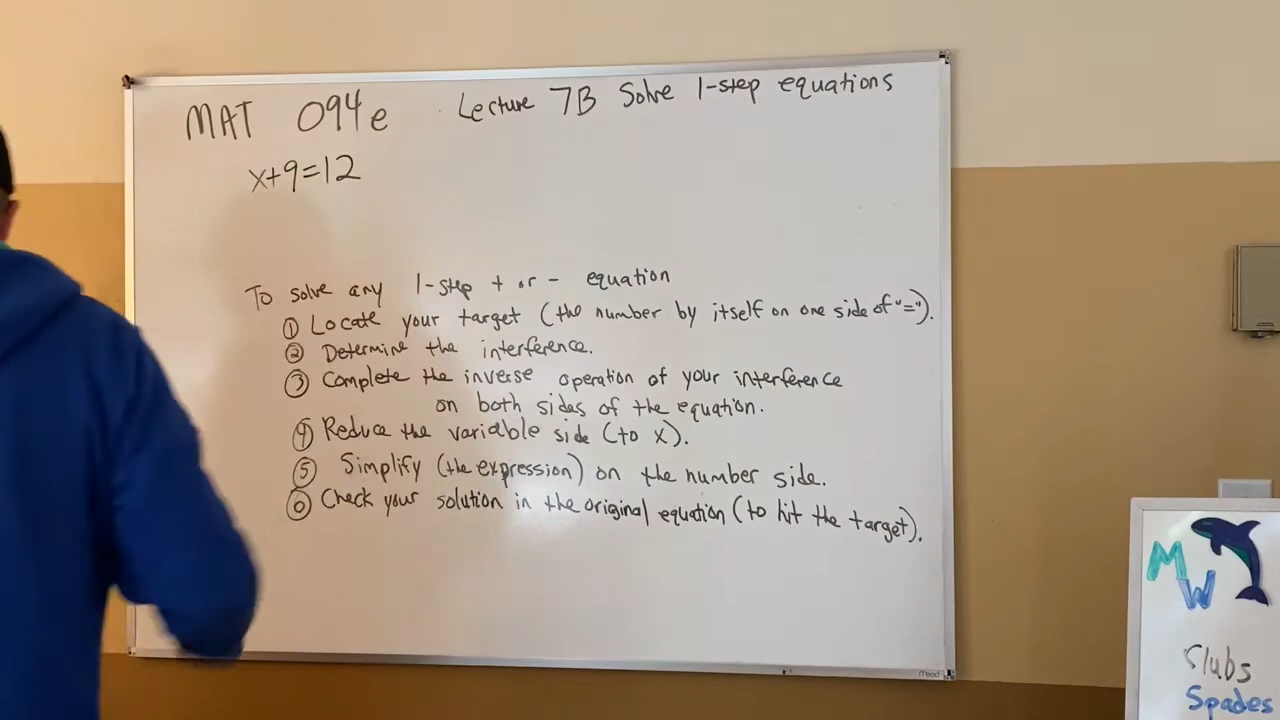 MAT 094e Lecture 7B Solve 1-step equations
x+9=12
To solve any 1-step + or - equation
① Locate your target (the number by itself on one side of "=").
② Determine the interference.
③ Complete the inverse operation of your interference
on both sides of the equation.
④ Reduce the variable side (to x).
⑤ Simplify (the expression) on the number side.
⑥ Check your solution in the original equation (to hit the target).
Mead
MW
Clubs
Spades